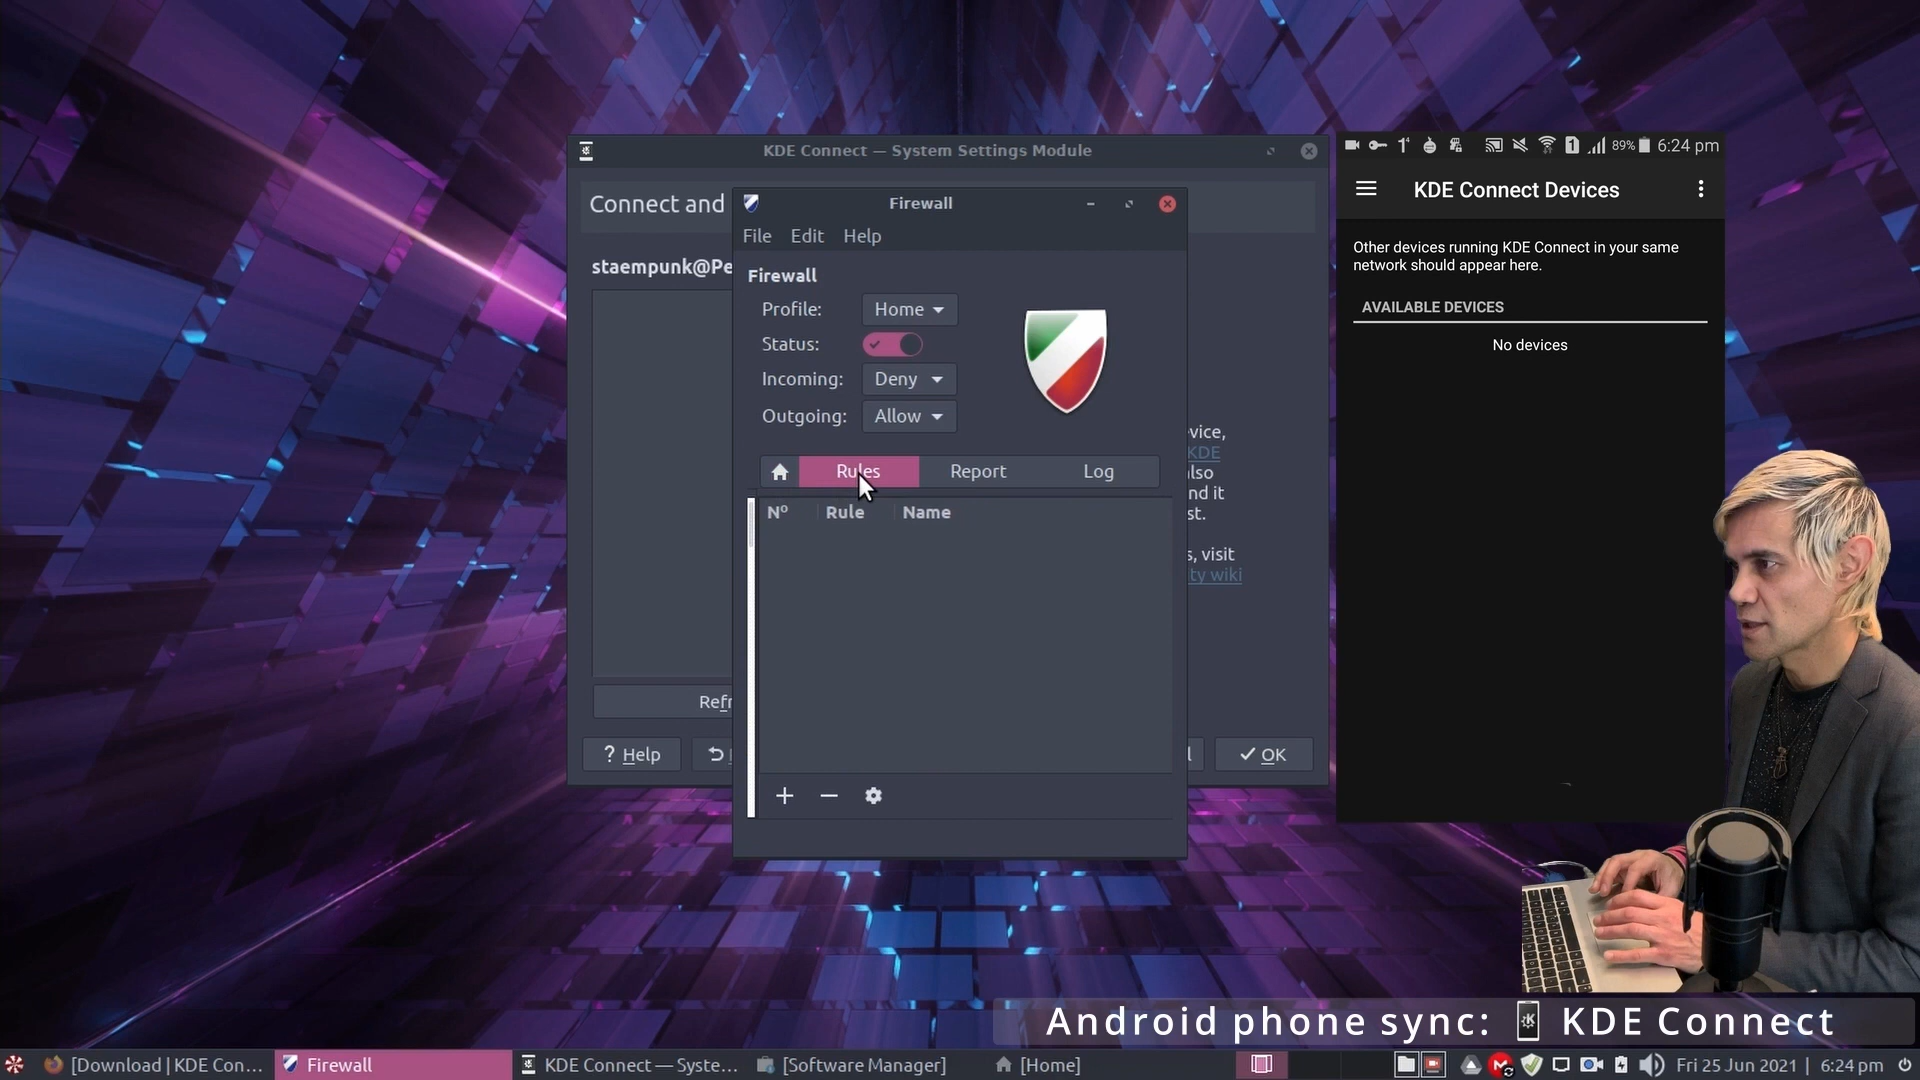 KDE Connect — System Settings Module
Connect and
staempunk@Pe
vice,
KDE
lso
nd it
st.
s, visit
ty wiki
Refr
? Help
OK
Firewall
File Edit Help
Firewall
Profile: Home
Status:
Incoming: Deny
Outgoing: Allow
Rules Report Log
Nº Rule Name
89% 6:24 pm
KDE Connect Devices
Other devices running KDE Connect in your same
network should appear here.
AVAILABLE DEVICES
No devices
Android phone sync: KDE Connect
[Download | KDE Con... Firewall KDE Connect — Syste... [Software Manager] [Home] Fri 25 Jun 2021 | 6:24 pm